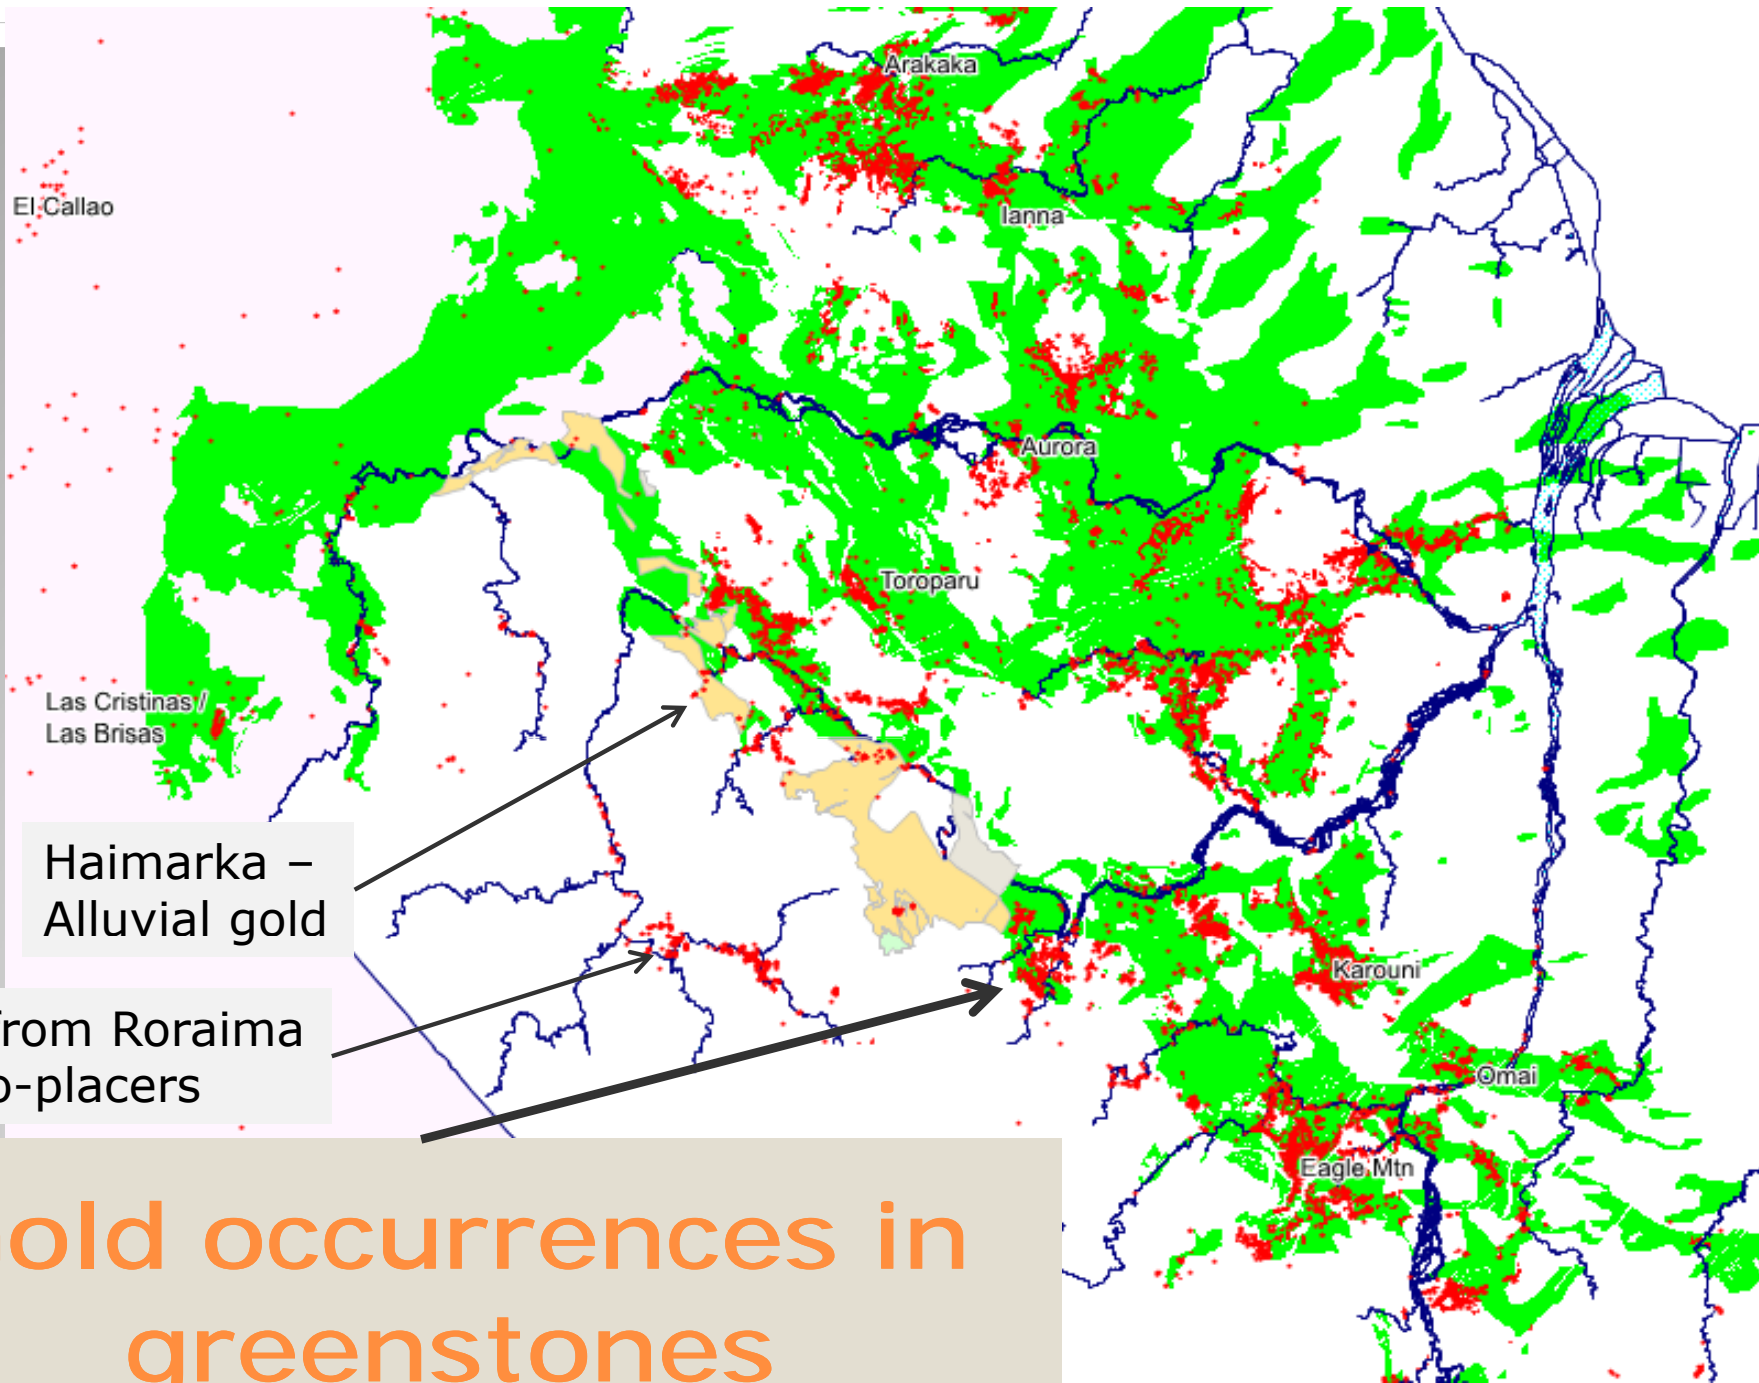 Arakaka
El Callao
Ianna
Aurora
Toroparu
Las Cristinas /
Las Brisas
Haimarka –
Alluvial gold
Karouni
rom Roraima
o-placers
Omai
Eagle Mtn
old occurrences in
greenstones